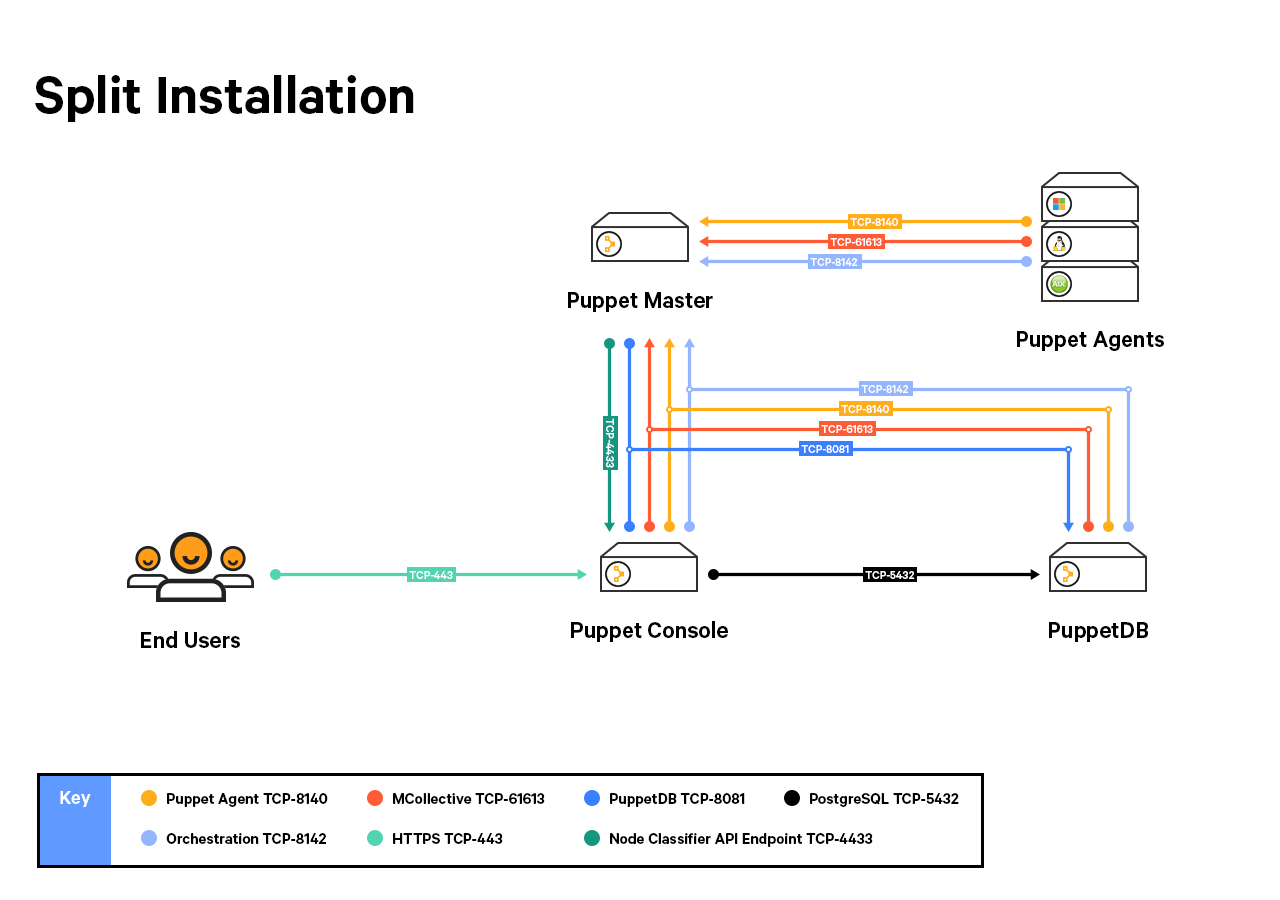 Split Installation
TCP-8140
TCP-61613
TCP-8142
AIX
Puppet Master
Puppet Agents
TCP-8142
TCP-8140
TCP-61613
TCP-8081
TCP-4433
TCP-443
TCP-5432
End Users
Puppet Console
PuppetDB
Key
Puppet Agent TCP-8140
MCollective TCP-61613
PuppetDB TCP-8081
PostgreSQL TCP-5432
Orchestration TCP-8142
HTTPS TCP-443
Node Classifier API Endpoint TCP-4433